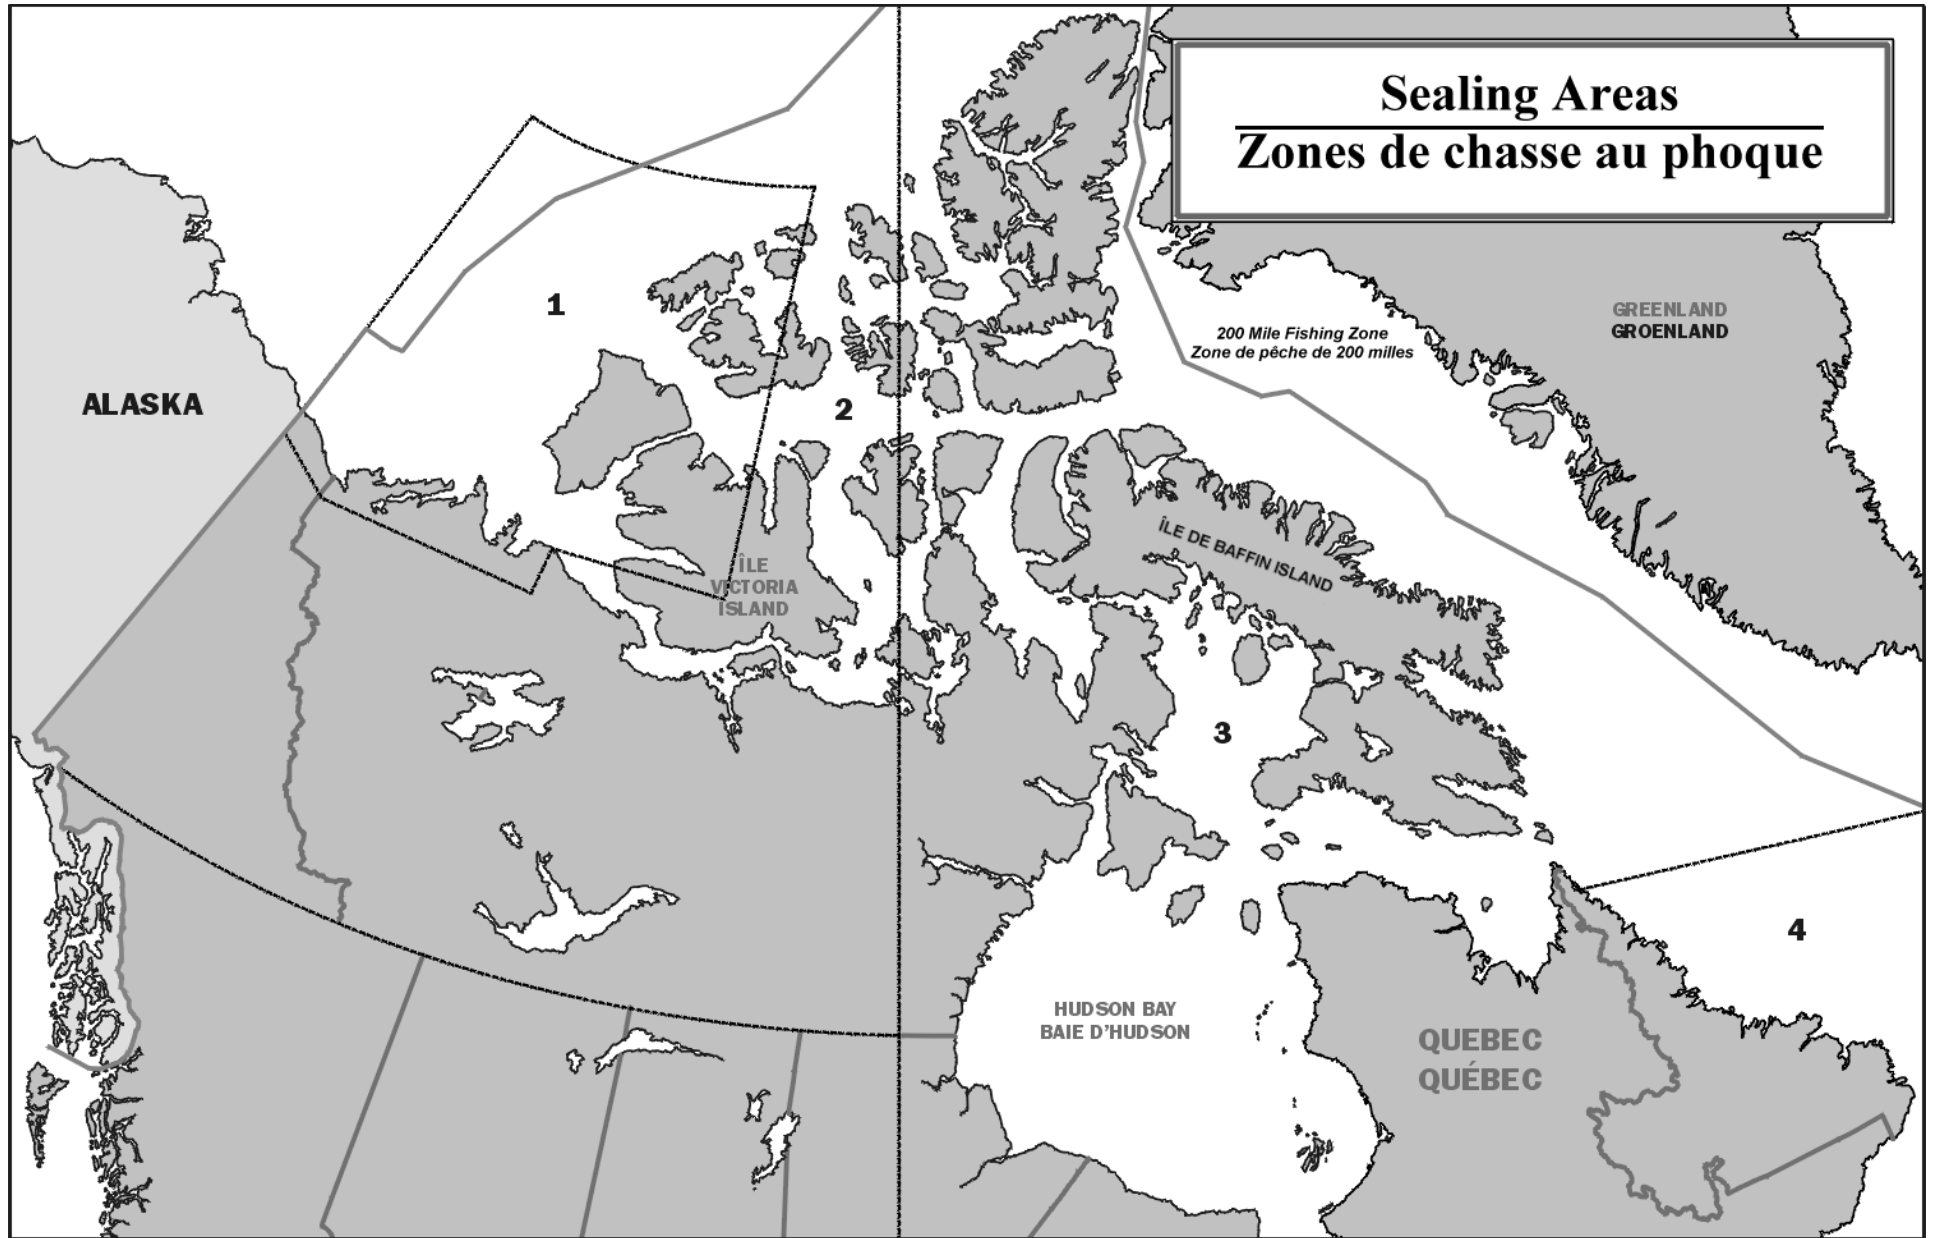 Sealing Areas
Zones de chasse au phoque
1
GREENLAND
GROENLAND
200 Mile Fishing Zone
Zone de pêche de 200 milles
ALASKA
2
ÎLE DE BAFFIN ISLAND
ÎLE
VICTORIA
ISLAND
3
4
HUDSON BAY
BAIE D'HUDSON
QUEBEC
QUÉBEC